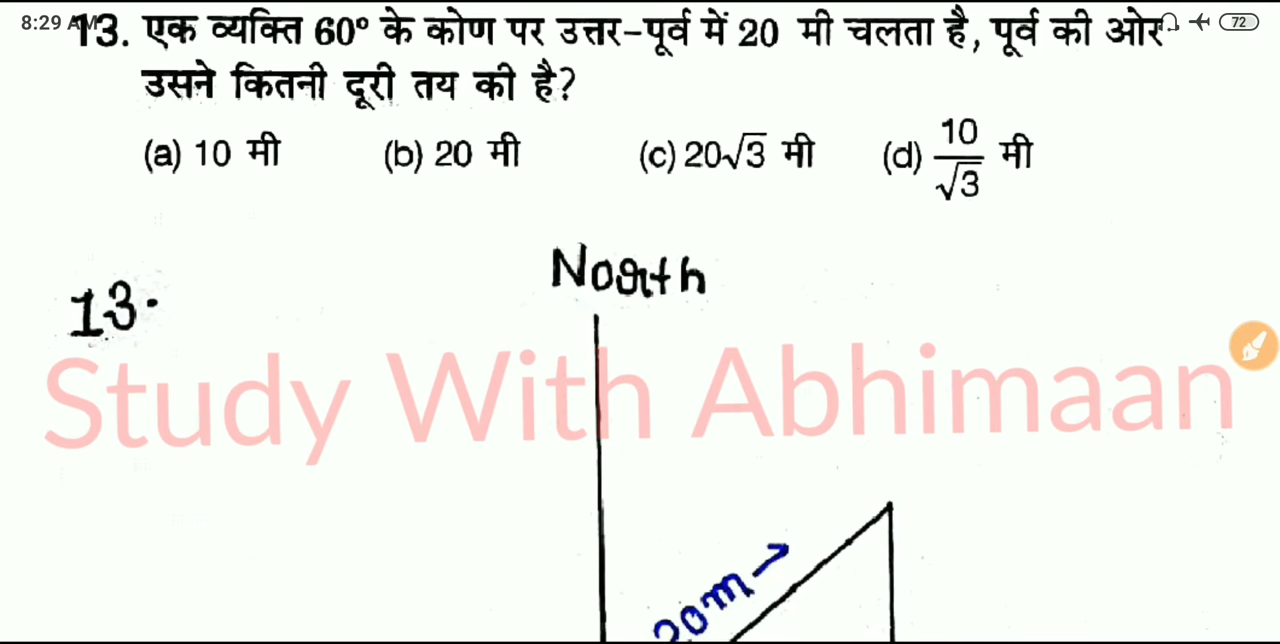 8:29 AM 72
13. एक व्यक्ति 60° के कोण पर उत्तर-पूर्व में 20 मी चलता है, पूर्व की ओर
उसने कितनी दूरी तय की है?
(a) 10 मी (b) 20 मी (c) 20√3 मी (d) 10/√3 मी
North
13.
Study With Abhimaan
20m →